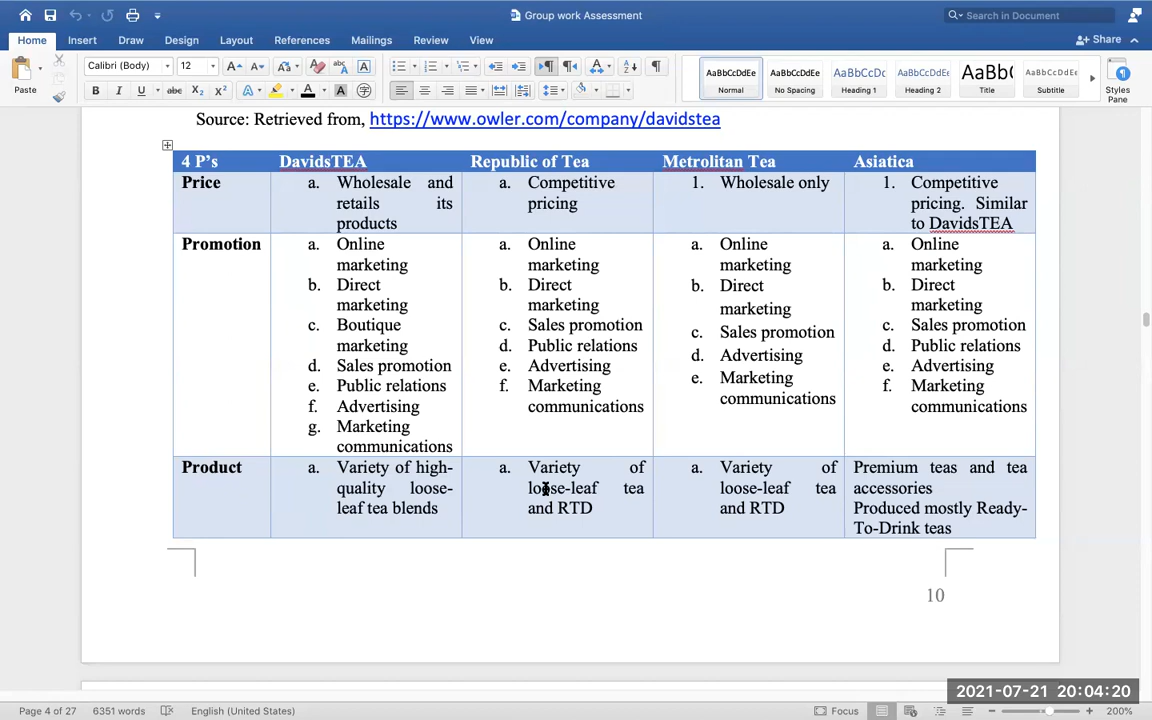 Group work Assessment
Search in Document
Home Insert Draw Design Layout References Mailings Review View
Share
Paste
Calibri (Body) 12
AaBbCcDdEe AaBbCcDdEe AaBbCcDc AaBbCcDdEe AaBb( AaBbCcDdEe
Normal No Spacing Heading 1 Heading 2 Title Subtitle
Styles
Pane
Source: Retrieved from, https://www.owler.com/company/davidstea
4 P's DavidsTEA Republic of Tea Metrolitan Tea Asiatica
Price
a. Wholesale and
retails its
products
a. Competitive
pricing
1. Wholesale only
1. Competitive
pricing. Similar
to DavidsTEA
Promotion
a. Online
marketing
b. Direct
marketing
c. Boutique
marketing
d. Sales promotion
e. Public relations
f. Advertising
g. Marketing
communications
a. Online
marketing
b. Direct
marketing
c. Sales promotion
d. Public relations
e. Advertising
f. Marketing
communications
a. Online
marketing
b. Direct
marketing
c. Sales promotion
d. Advertising
e. Marketing
communications
a. Online
marketing
b. Direct
marketing
c. Sales promotion
d. Public relations
e. Advertising
f. Marketing
communications
Product
a. Variety of high-
quality loose-
leaf tea blends
a. Variety of
loose-leaf tea
and RTD
a. Variety of
loose-leaf tea
and RTD
Premium teas and tea
accessories
Produced mostly Ready-
To-Drink teas
10
2021-07-21 20:04:20
Page 4 of 27 6351 words English (United States) Focus 200%